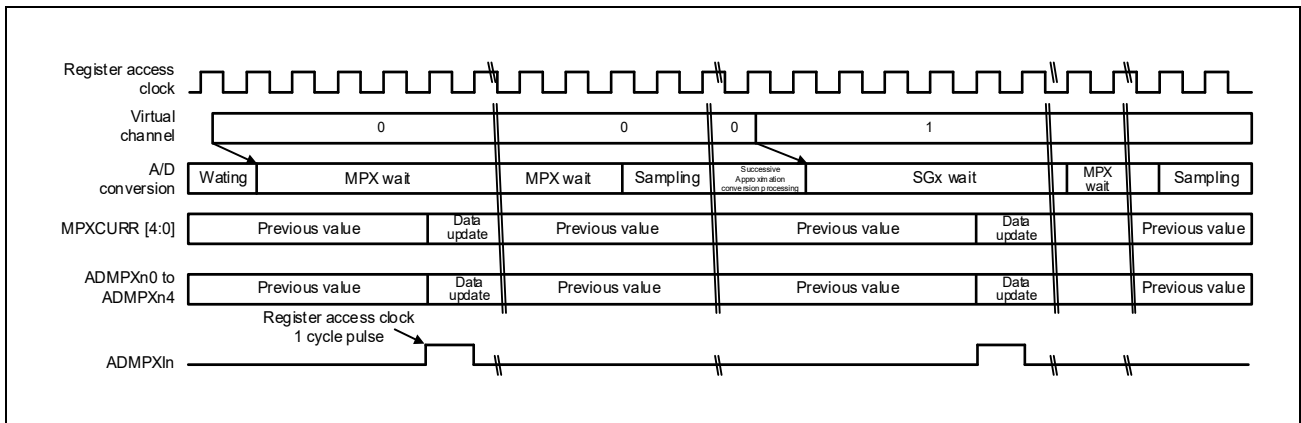 Register access
clock
Virtual
channel
0
0
0
1
A/D
conversion
Wating
MPX wait
MPX wait
Sampling
Successive
Approximation
conversion processing
SGx wait
MPX
wait
Sampling
MPXCURR [4:0]
Previous value
Data
update
Previous value
Previous value
Data
update
Previous value
ADMPXn0 to
ADMPXn4
Previous value
Data
update
Previous value
Previous value
Data
update
Previous value
Register access clock
1 cycle pulse
ADMPXIn